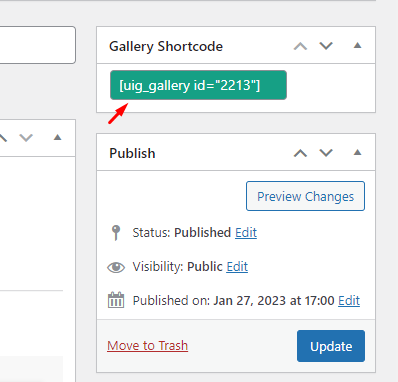 Gallery Shortcode
[uig_gallery id="2213"]
Publish
Preview Changes
Status: Published Edit
Visibility: Public Edit
Published on: Jan 27, 2023 at 17:00 Edit
Move to Trash
Update